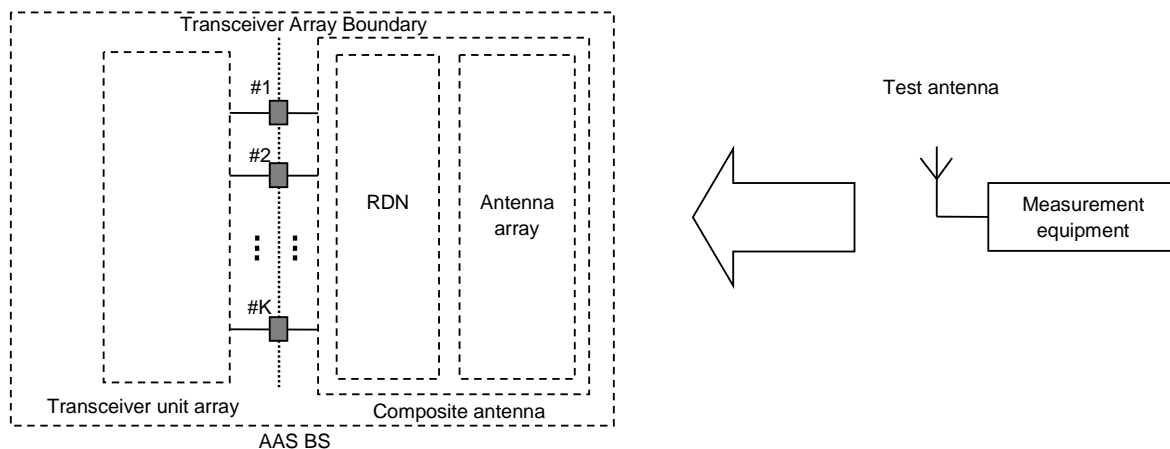 Transceiver Array Boundary
#1
#2
#K
RDN
Antenna
array
Transceiver unit array
Composite antenna
AAS BS
Test antenna
Measurement
equipment